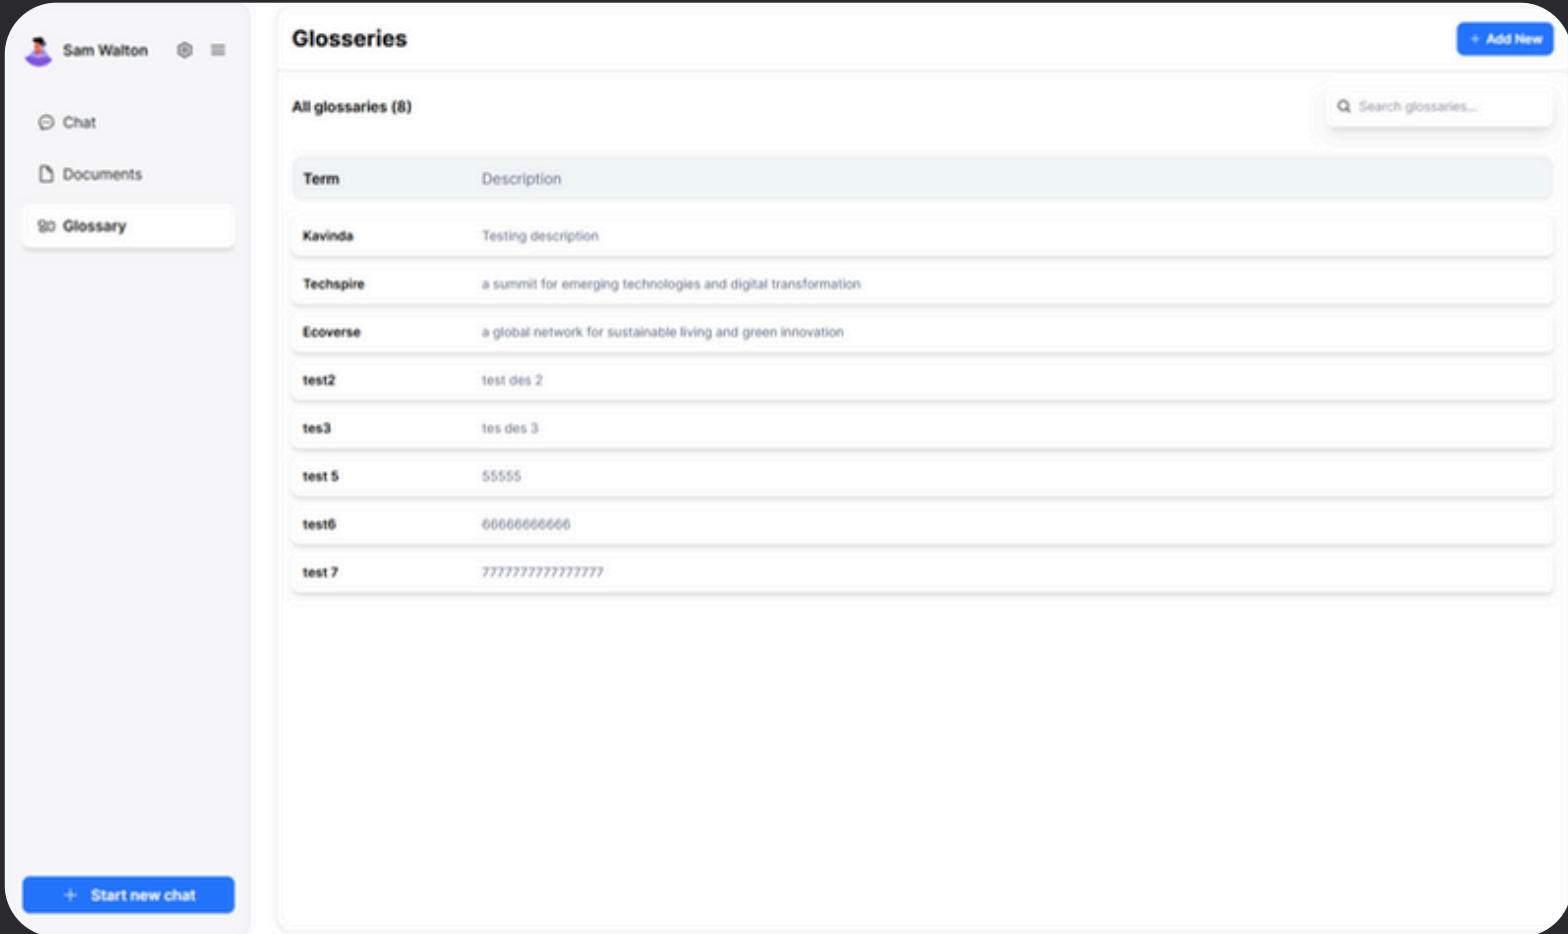 Sam Walton
Chat
Documents
Glossary
Start new chat
Glosseries
+ Add New
All glossaries (8)
Search glossaries...
Term Description
Kavinda Testing description
Techspire a summit for emerging technologies and digital transformation
Ecoverse a global network for sustainable living and green innovation
test2 test des 2
tes3 tes des 3
test 5 55555
test6 66666666666
test 7 7777777777777777